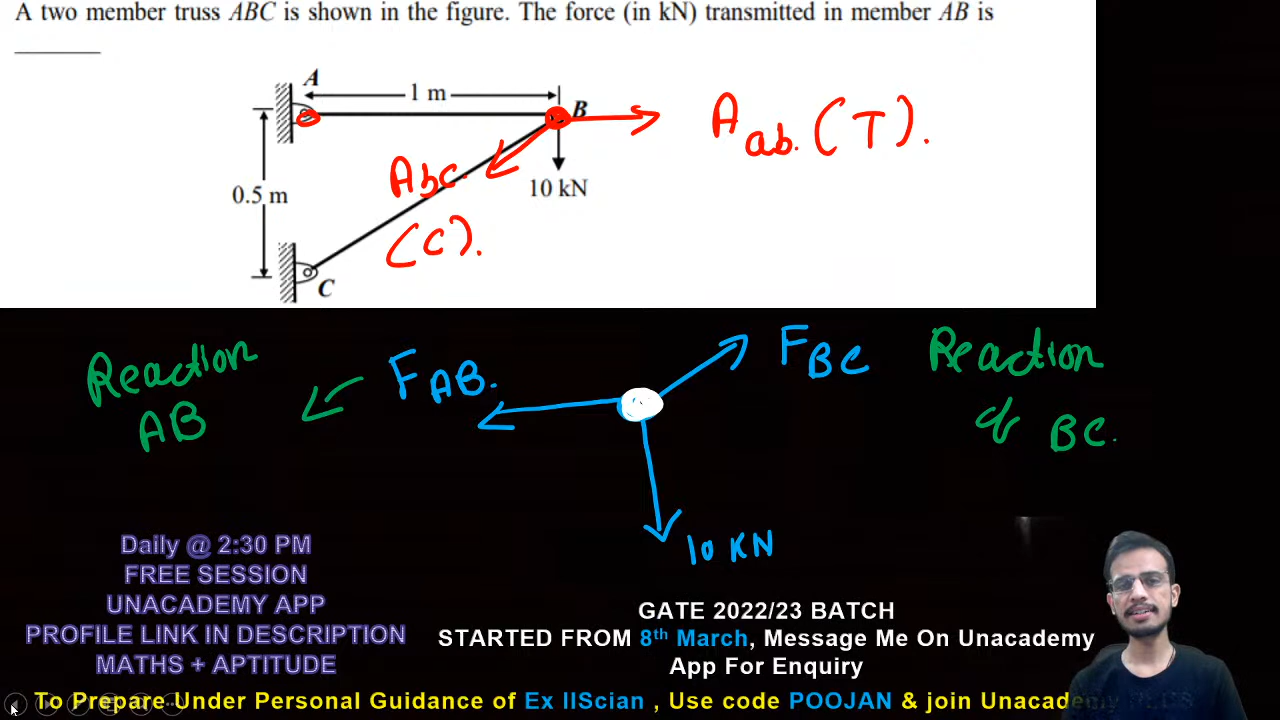 A two member truss ABC is shown in the figure. The force (in kN) transmitted in member AB is
A
1 m
B
A ab. (T).
Abc.
10 kN
0.5 m
(C).
C
Reaction
AB
FAB.
FBC
Reaction
of BC.
10 KN
Daily @ 2:30 PM
FREE SESSION
UNACADEMY APP
PROFILE LINK IN DESCRIPTION
MATHS + APTITUDE
GATE 2022/23 BATCH
STARTED FROM 8th March, Message Me On Unacademy
App For Enquiry
To Prepare Under Personal Guidance of Ex IIScian , Use code POOJAN & join Unacademy PLUS